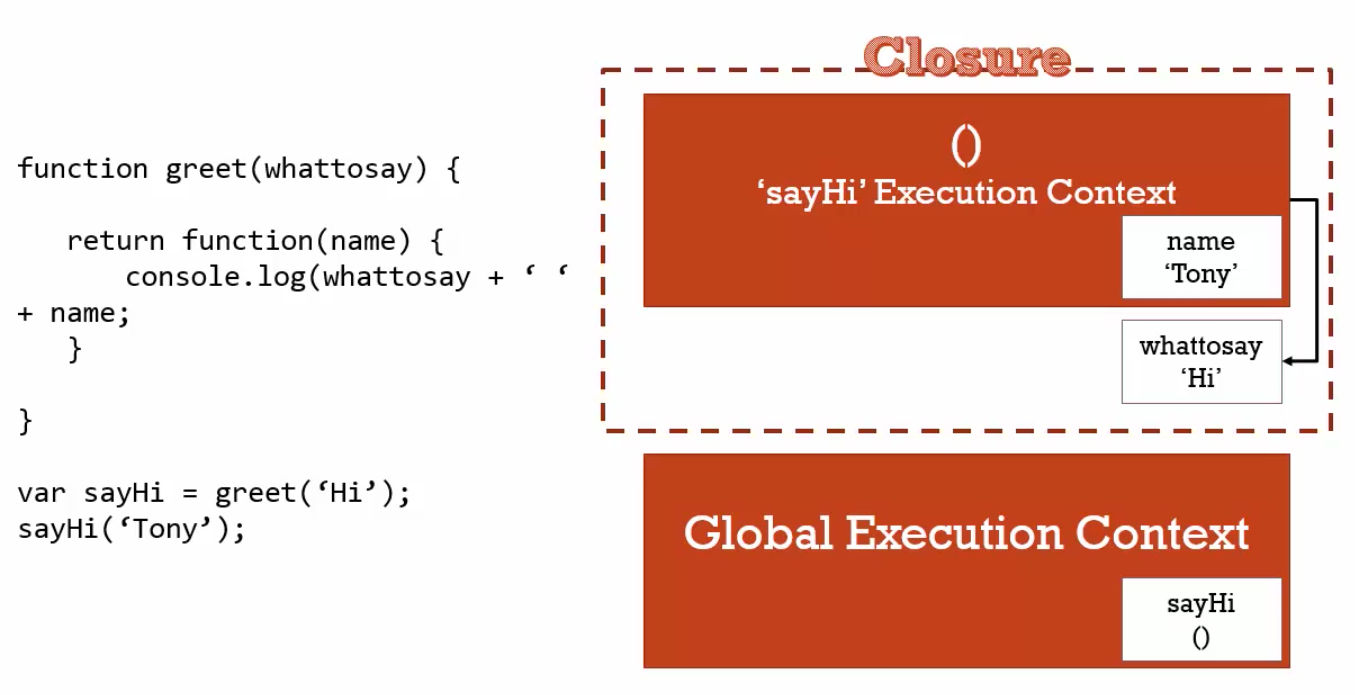 function greet(whattosay) {
return function(name) {
console.log(whattosay + ‘ ‘
+ name;
}
}
var sayHi = greet(‘Hi’);
sayHi(‘Tony’);
Closure
()
‘sayHi’ Execution Context
name
‘Tony’
whattosay
‘Hi’
Global Execution Context
sayHi
()